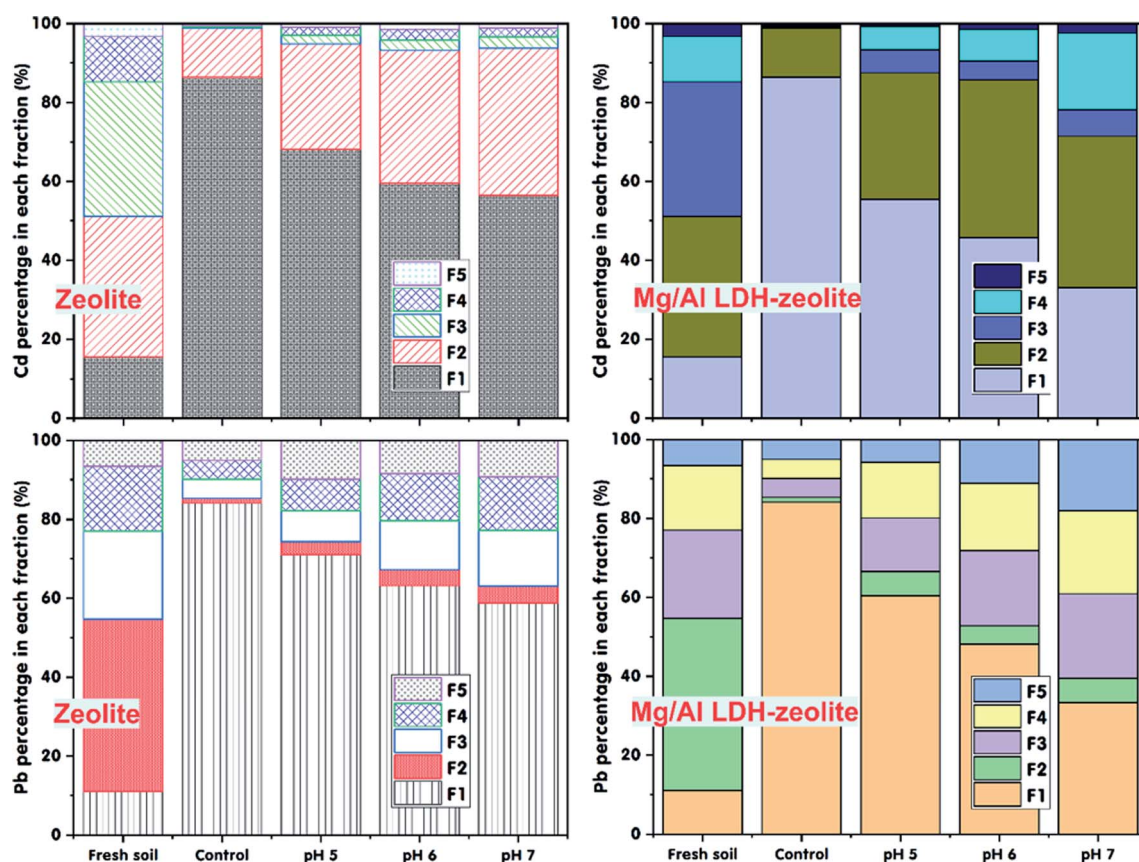 Cd percentage in each fraction (%)
100
80
60
40
20
0
Zeolite
F5
F4
F3
F2
F1
Cd percentage in each fraction (%)
100
80
60
40
20
0
Mg/Al LDH-zeolite
F5
F4
F3
F2
F1
Pb percentage in each fraction (%)
100
80
60
40
20
0
Zeolite
F5
F4
F3
F2
F1
Fresh soil Control pH 5 pH 6 pH 7
Pb percentage in each fraction (%)
100
80
60
40
20
0
Mg/Al LDH-zeolite
F5
F4
F3
F2
F1
Fresh soil Control pH 5 pH 6 pH 7